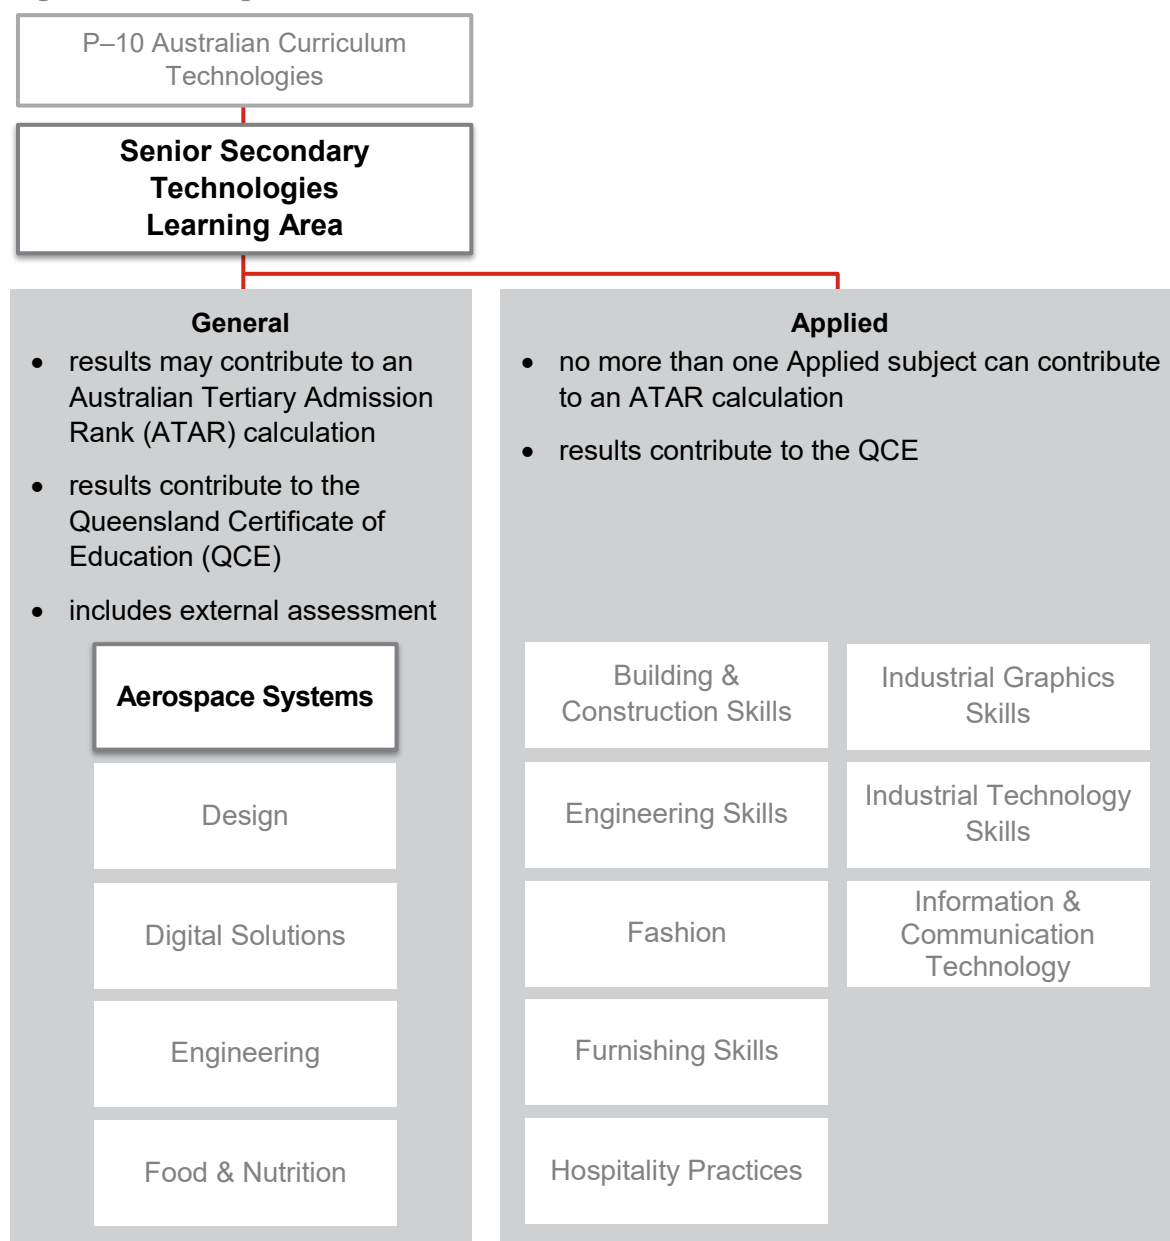 P–10 Australian Curriculum
Technologies
Senior Secondary
Technologies
Learning Area
General
• results may contribute to an
Australian Tertiary Admission
Rank (ATAR) calculation
• results contribute to the
Queensland Certificate of
Education (QCE)
• includes external assessment
Aerospace Systems
Design
Digital Solutions
Engineering
Food & Nutrition
Applied
• no more than one Applied subject can contribute
to an ATAR calculation
• results contribute to the QCE
Building &
Construction Skills
Engineering Skills
Fashion
Furnishing Skills
Hospitality Practices
Industrial Graphics
Skills
Industrial Technology
Skills
Information &
Communication
Technology